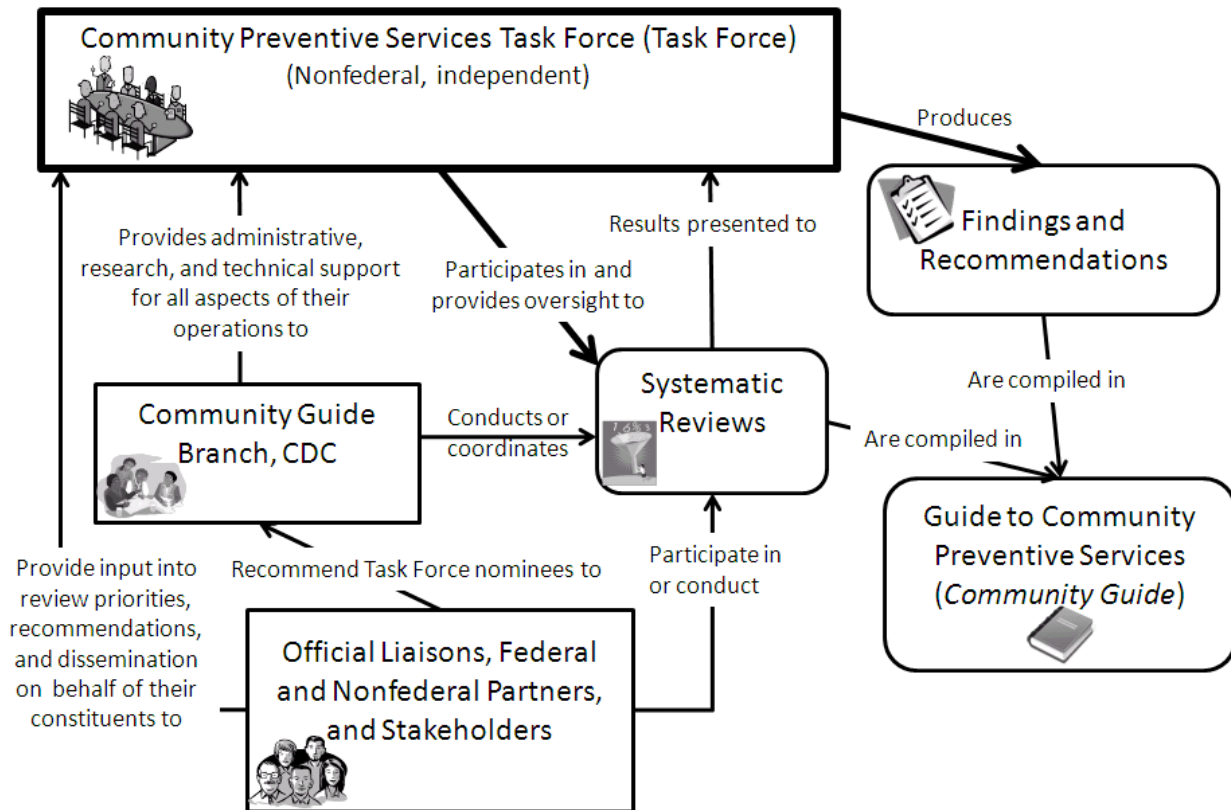 Community Preventive Services Task Force (Task Force)
(Nonfederal, independent)
Produces
Findings and
Recommendations
Provides administrative,
research, and technical support
for all aspects of their
operations to
Participates in and
provides oversight to
Results presented to
Are compiled in
Community Guide
Branch, CDC
Conducts or
coordinates
Systematic
Reviews
Are compiled in
Guide to Community
Preventive Services
(Community Guide)
Provide input into
review priorities,
recommendations,
and dissemination
on behalf of their
constituents to
Recommend Task Force nominees to
Participate in
or conduct
Official Liaisons, Federal
and Nonfederal Partners,
and Stakeholders